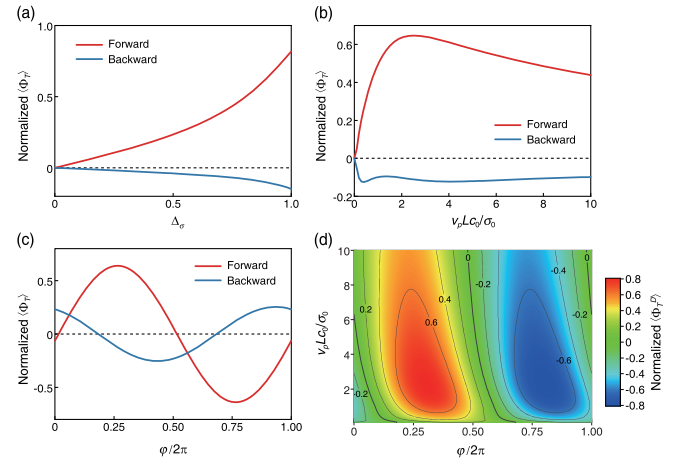 (a)
1.0
0.5
0
0
0.5
1.0
Normalized ⟨Φ_T⟩
Δ_σ
Forward
Backward
(b)
0.6
0.4
0.2
0
-0.2
0
2
4
6
8
10
Normalized ⟨Φ_T⟩
v_pLc_0/σ_0
Forward
Backward
(c)
0.5
0
-0.5
0
0.25
0.50
0.75
1.00
Normalized ⟨Φ_T⟩
φ/2π
Forward
Backward
(d)
10
8
6
4
2
0
0.25
0.50
0.75
1.00
v_pLc_0/σ_0
φ/2π
0.2
-0.2
0.4
0.6
0
-0.2
-0.4
-0.6
0
-0.2
0.8
0.6
0.4
0.2
0
-0.2
-0.4
-0.6
-0.8
Normalized ⟨Φ_T^D⟩